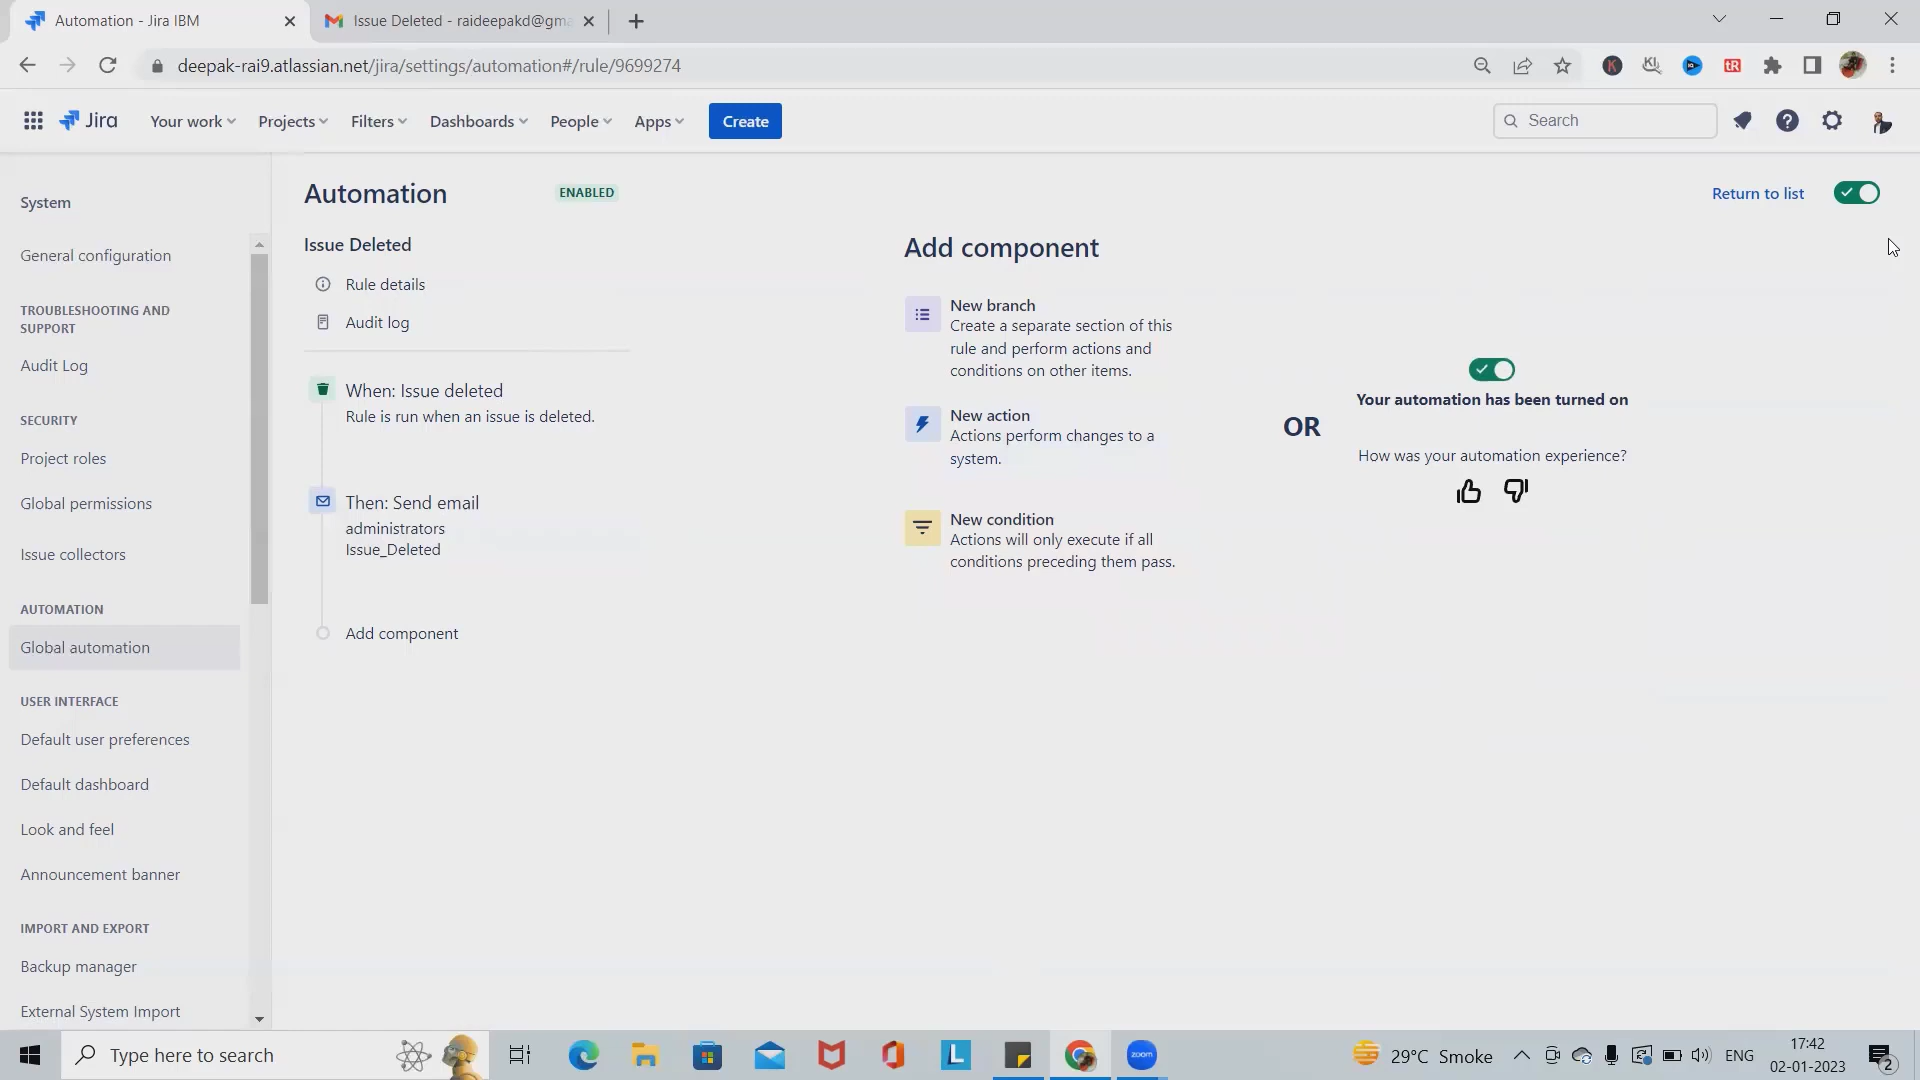 Automation - Jira IBM
Issue Deleted - raideepakd@gma
deepak-rai9.atlassian.net/jira/settings/automation#/rule/9699274
Jira
Your work
Projects
Filters
Dashboards
People
Apps
Create
Search
System
General configuration
TROUBLESHOOTING AND
SUPPORT
Audit Log
SECURITY
Project roles
Global permissions
Issue collectors
AUTOMATION
Global automation
USER INTERFACE
Default user preferences
Default dashboard
Look and feel
Announcement banner
IMPORT AND EXPORT
Backup manager
External System Import
Automation
ENABLED
Return to list
Issue Deleted
Rule details
Audit log
When: Issue deleted
Rule is run when an issue is deleted.
Then: Send email
administrators
Issue_Deleted
Add component
Add component
New branch
Create a separate section of this
rule and perform actions and
conditions on other items.
New action
Actions perform changes to a
system.
New condition
Actions will only execute if all
conditions preceding them pass.
OR
Your automation has been turned on
How was your automation experience?
Type here to search
L
zoom
29°C Smoke
ENG
17:42
02-01-2023
2